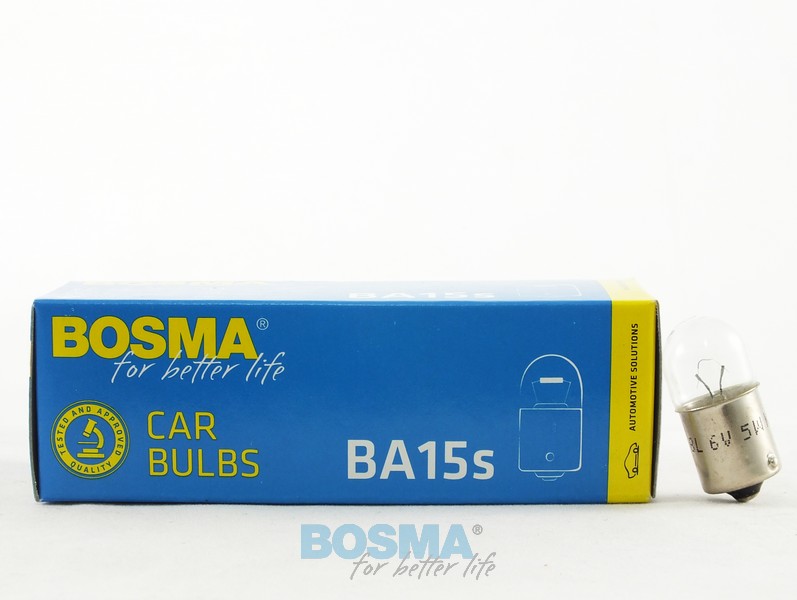 BA15s
BOSMA®
for better life
TESTED AND APPROVED
QUALITY
CAR
BULBS
BA15s
AUTOMOTIVE SOLUTIONS
6V 5W
BOSMA®
for better life